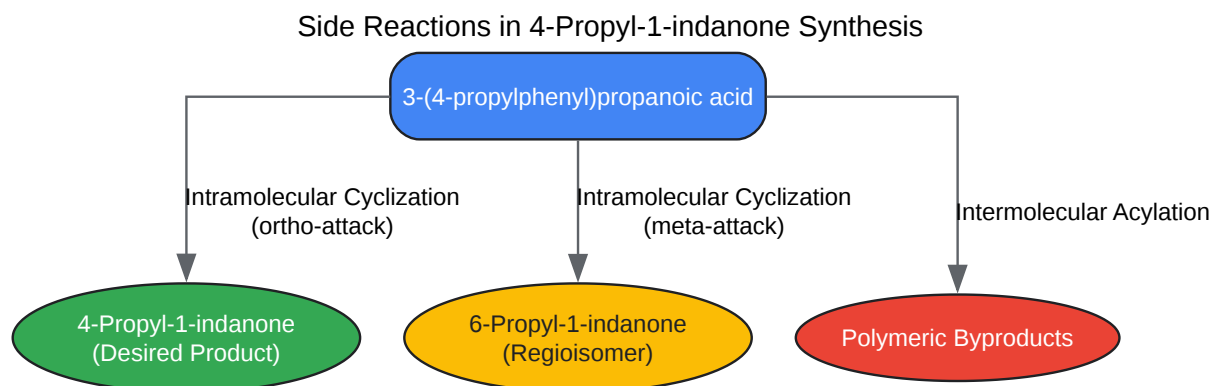 Side Reactions in 4-Propyl-1-indanone Synthesis
3-(4-propylphenyl)propanoic acid
Intramolecular Cyclization
(ortho-attack)
Intramolecular Cyclization
(meta-attack)
Intermolecular Acylation
4-Propyl-1-indanone
(Desired Product)
6-Propyl-1-indanone
(Regioisomer)
Polymeric Byproducts